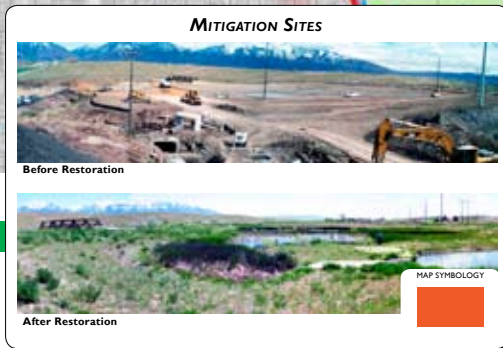 MITIGATION SITES
Before Restoration
MAP SYMBOLOGY
After Restoration